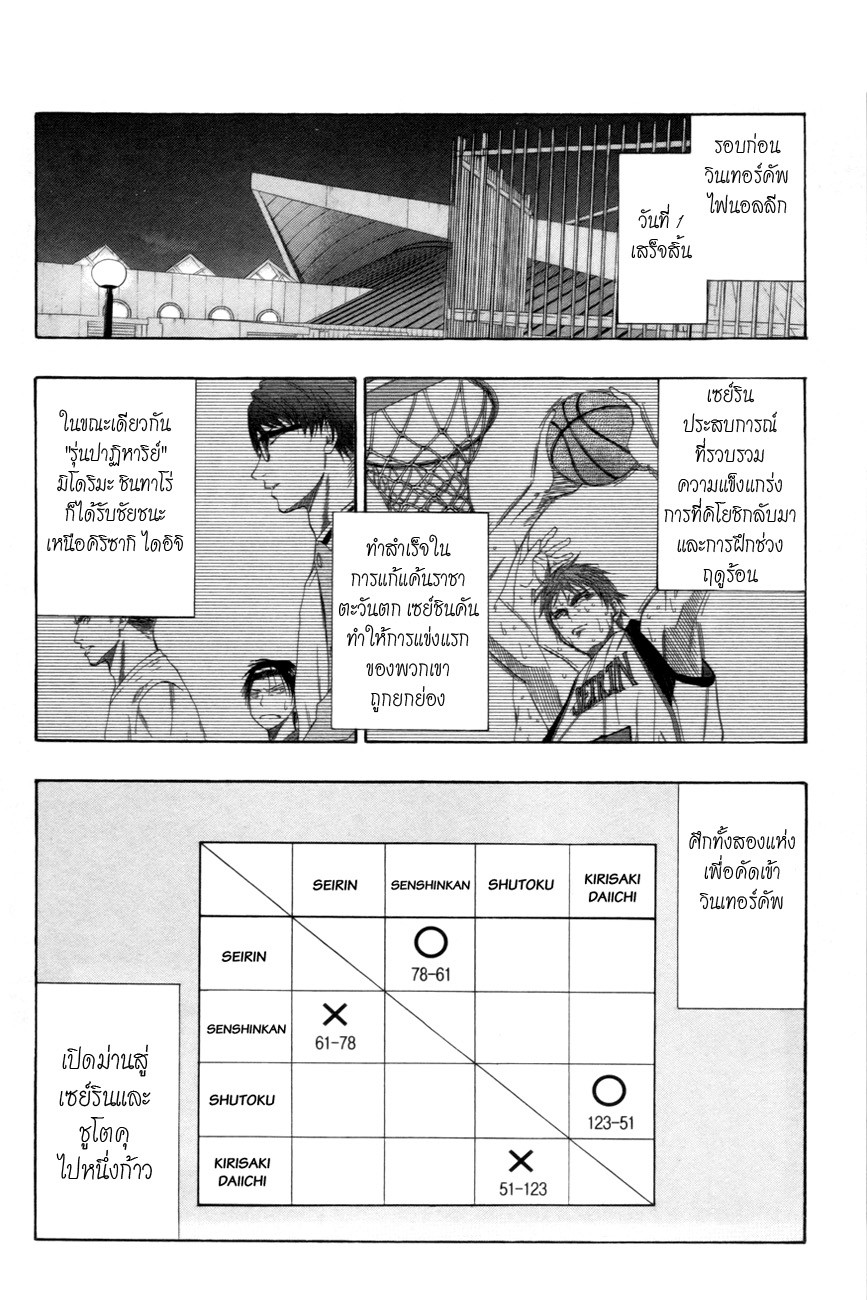 รอบก่อน
วินเทอร์คัพ
ไฟนอลลีก
วันที่ 1
เสร็จสิ้น
เซย์ริน
ประสบการณ์
ที่รวบรวม
ความแข็งแกร่ง
การที่คิโยชิกลับมา
และการฝึกช่วง
ฤดูร้อน
ทำสำเร็จใน
การแก้แค้นราชา
ตะวันตก เซย์ชินคัน
ทำให้การแข่งแรก
ของพวกเขา
ถูกยกย่อง
SEIRIN
ในขณะเดียวกัน
"รุ่นปาฏิหาริย์"
มิโดริมะ ชินทาโร่
ก็ได้รับชัยชนะ
เหนือคิริซากิ ไดอิจิ
ศึกทั้งสองแห่ง
เพื่อคัดเข้า
วินเทอร์คัพ
SEIRIN SENSHINKAN SHUTOKU KIRISAKI DAIICHI
SEIRIN ○ 78-61
SENSHINKAN × 61-78
SHUTOKU ○ 123-51
KIRISAKI DAIICHI × 51-123
เปิดม่านสู่
เซย์รินและ
ชูโตคุ
ไปหนึ่งก้าว